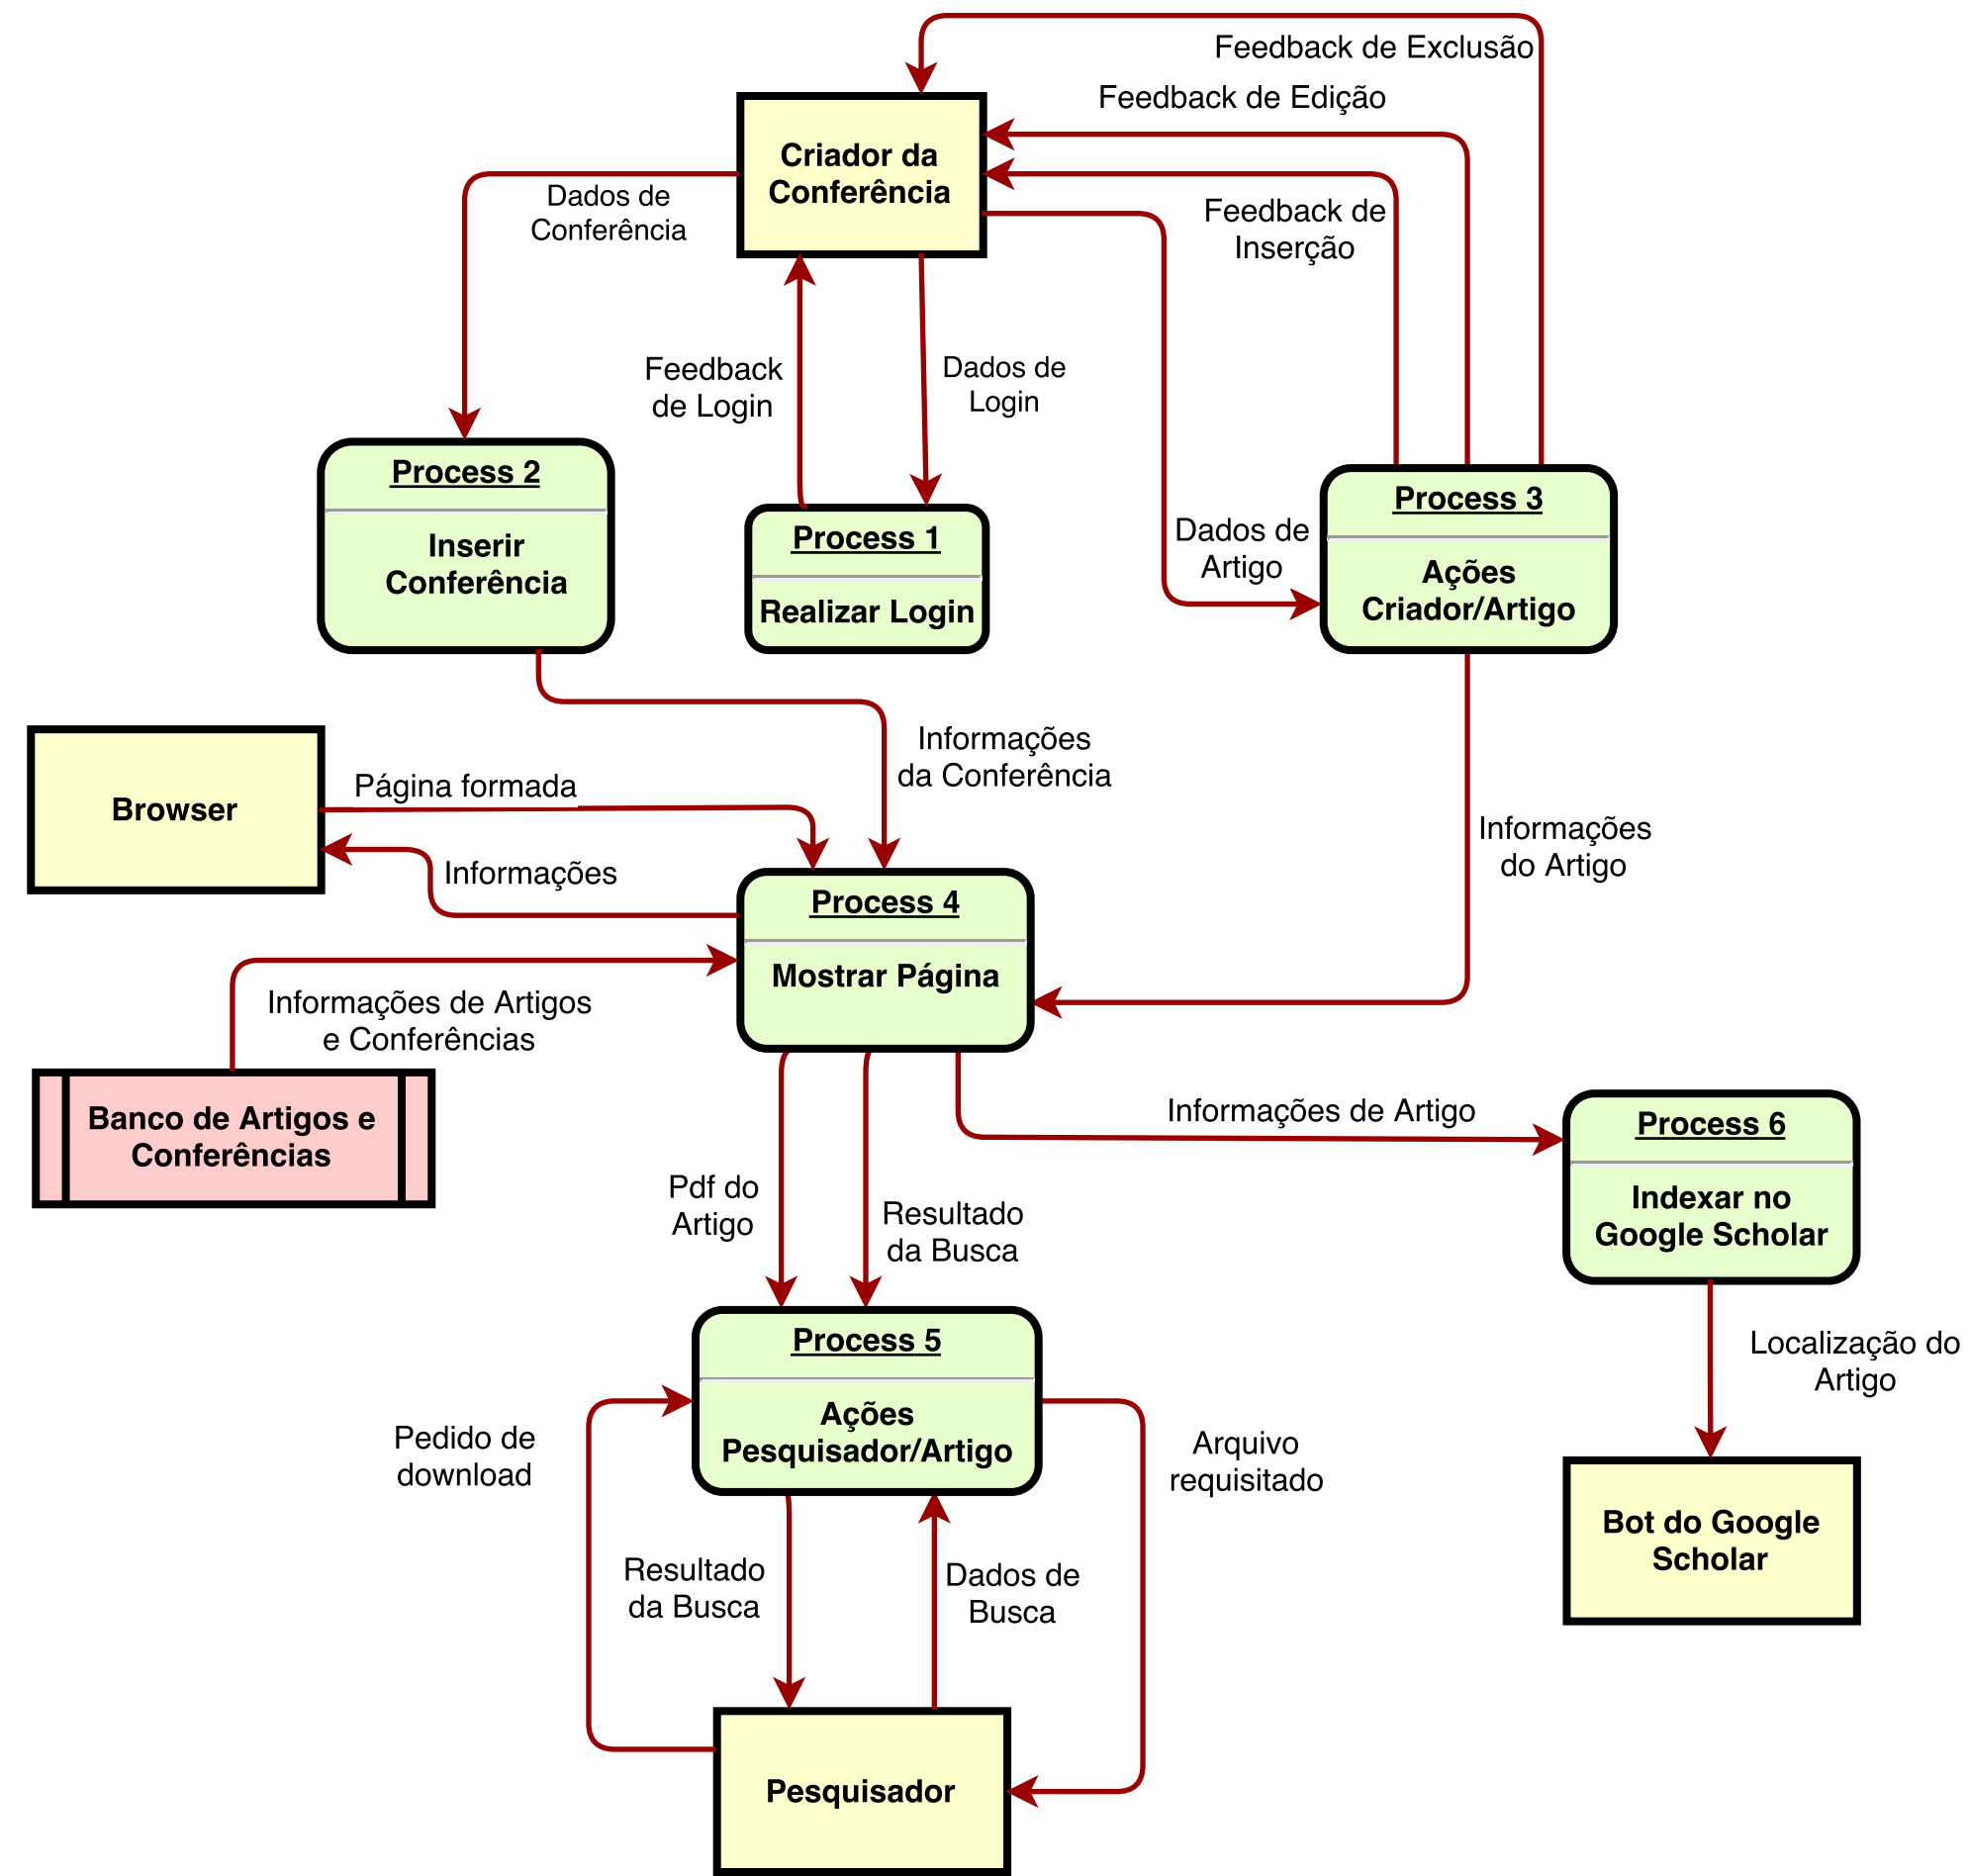 Feedback de Exclusão
Feedback de Edição
Criador da
Conferência
Dados de
Conferência
Feedback de
Inserção
Feedback
de Login
Dados de
Login
Process 2
Inserir
Conferência
Process 1
Realizar Login
Dados de
Artigo
Process 3
Ações
Criador/Artigo
Browser
Página formada
Informações
da Conferência
Informações
Informações
do Artigo
Process 4
Mostrar Página
Informações de Artigos
e Conferências
Banco de Artigos e
Conferências
Informações de Artigo
Process 6
Indexar no
Google Scholar
Pdf do
Artigo
Resultado
da Busca
Process 5
Ações
Pesquisador/Artigo
Localização do
Artigo
Pedido de
download
Arquivo
requisitado
Bot do Google
Scholar
Resultado
da Busca
Dados de
Busca
Pesquisador